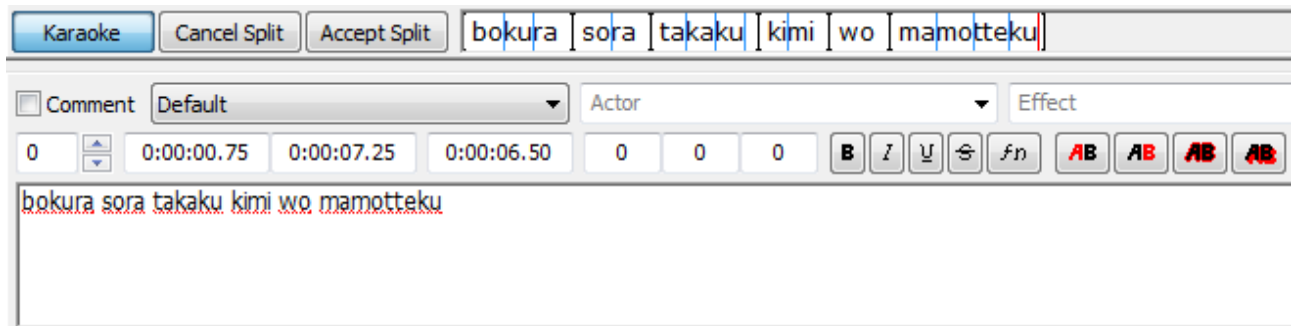 Karaoke Cancel Split Accept Split bokura sora takaku kimi wo mamotteku
Comment Default Actor Effect
0 0:00:00.75 0:00:07.25 0:00:06.50 0 0 0 B I U S fn AB AB AB AB
bokura sora takaku kimi wo mamotteku